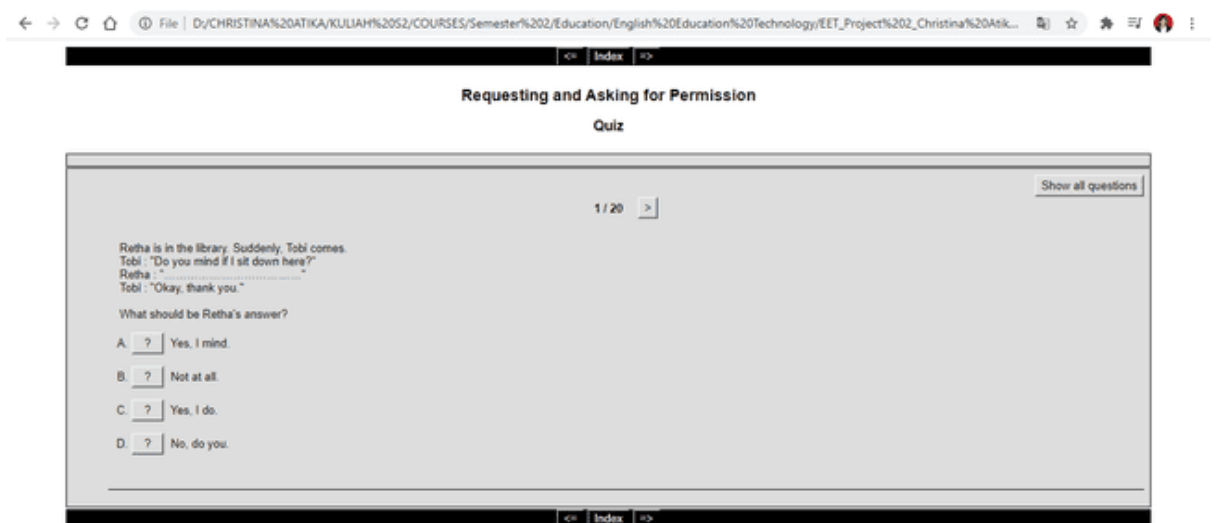 File | D:/CHRISTINA%20ATIKA/KULIAH%20S2/COURSES/Semester%202/Education/English%20Education%20Technology/EET_Project%202_Christina%20Atik...
<= Index =>
Requesting and Asking for Permission
Quiz
Show all questions
1 / 20 >
Retha is in the library. Suddenly, Tobi comes.
Tobi : "Do you mind if I sit down here?"
Retha : "......................................"
Tobi : "Okay, thank you."
What should be Retha's answer?
A. ? Yes, I mind.
B. ? Not at all.
C. ? Yes, I do.
D. ? No, do you.
<= Index =>